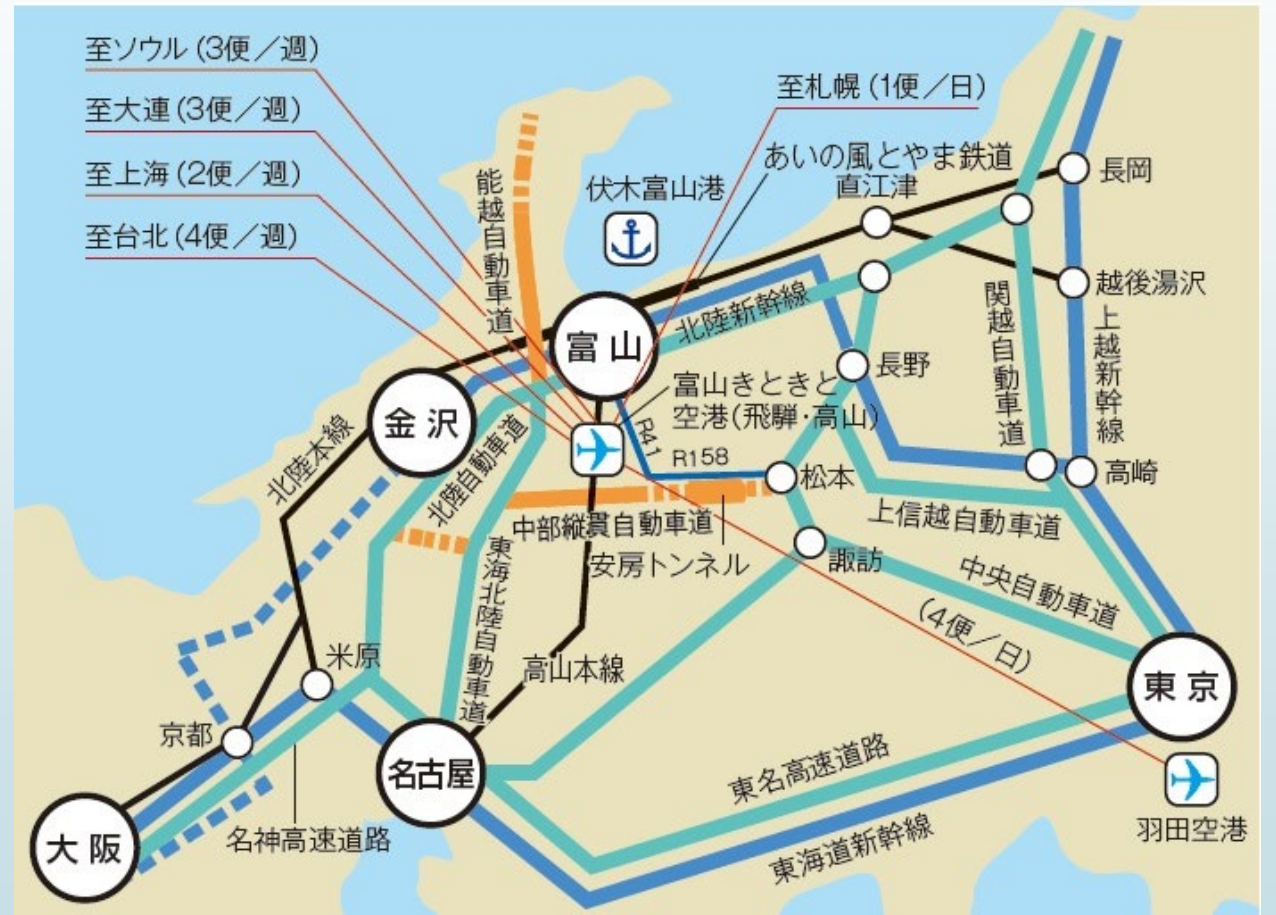 至ソウル(3便／週)
至大連(3便／週)
至上海(2便／週)
至台北(4便／週)
至札幌(1便／日)
あいの風とやま鉄道
直江津
長岡
能越自動車道
伏木富山港
越後湯沢
関越自動車道
上越新幹線
北陸新幹線
富山
長野
富山きときと
空港(飛騨・高山)
金沢
北陸本線
北陸自動車道
R41
R158
松本
高崎
上信越自動車道
中部縦貫自動車道
安房トンネル
諏訪
中央自動車道
(4便／日)
東海北陸自動車道
高山本線
米原
東京
京都
名古屋
東名高速道路
東海道新幹線
羽田空港
大阪
名神高速道路